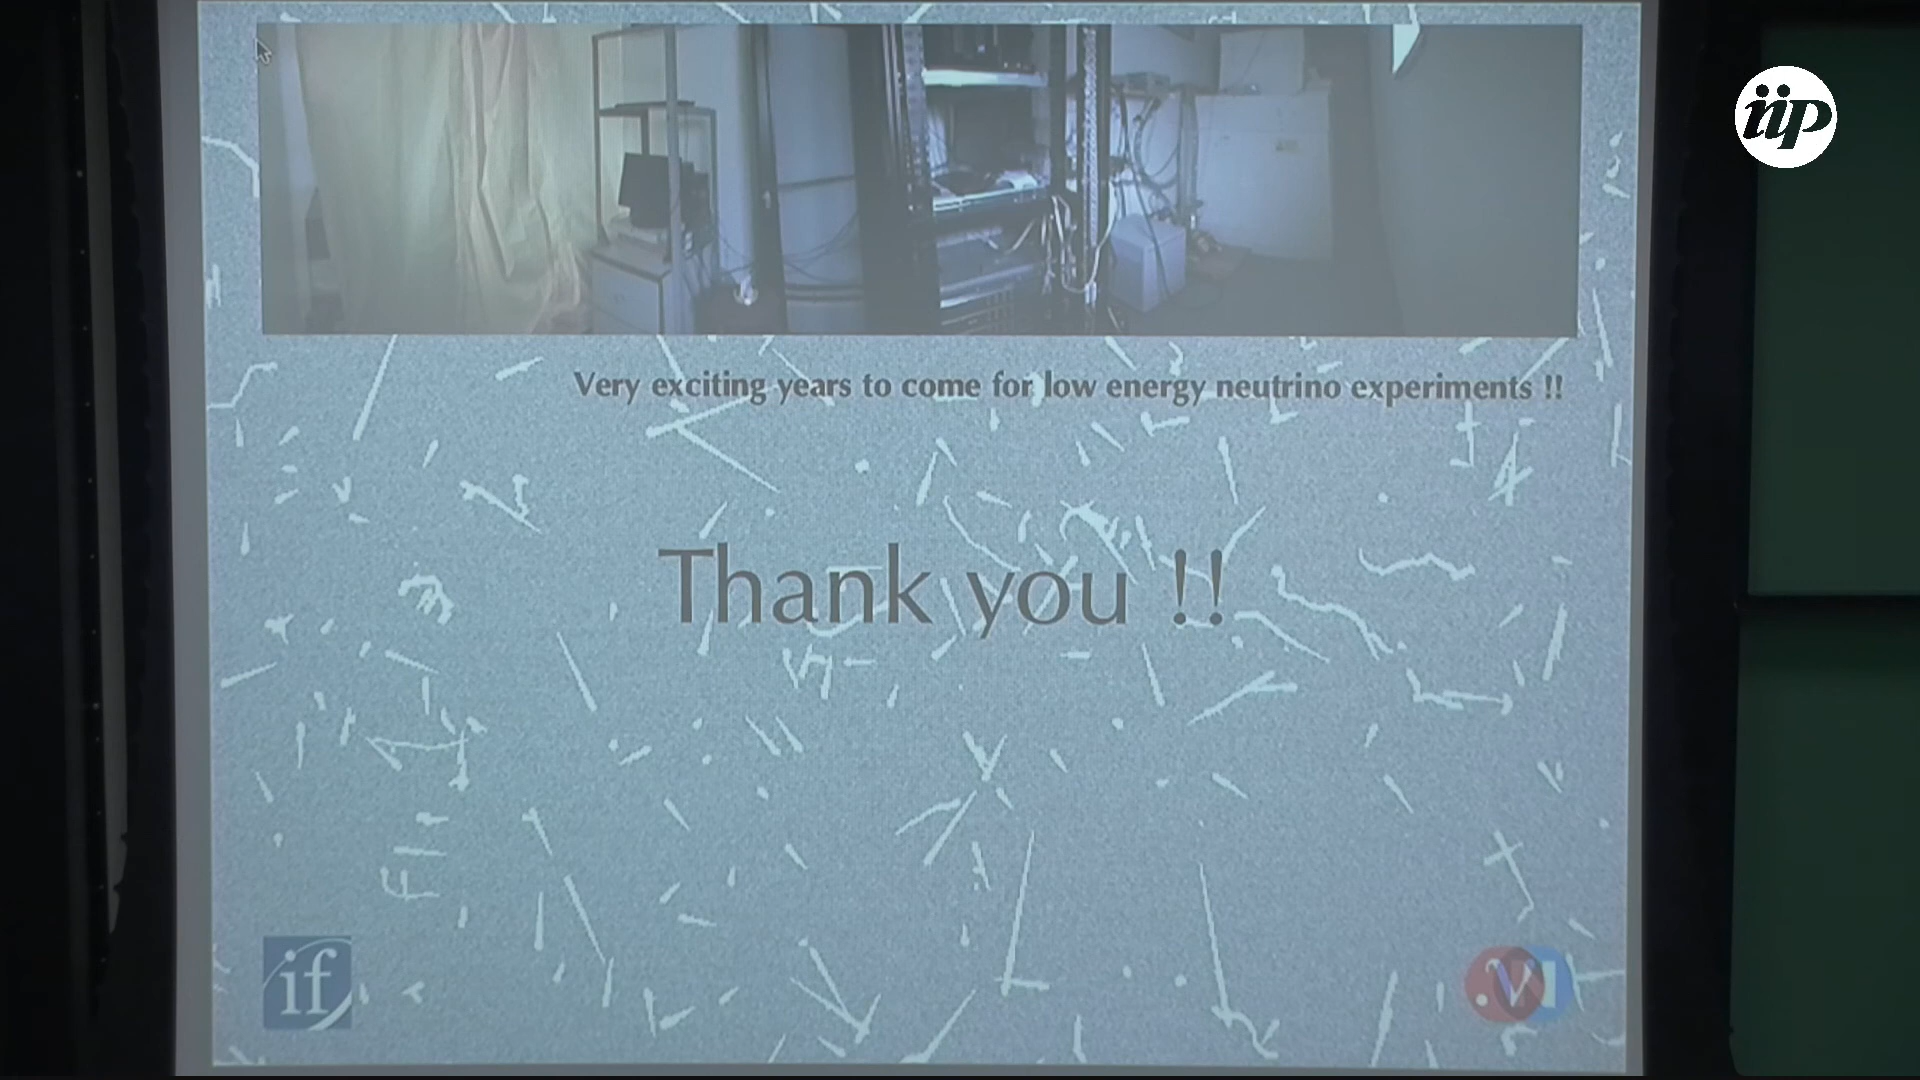 iip
Very exciting years to come for low energy neutrino experiments !!
Thank you !!
if